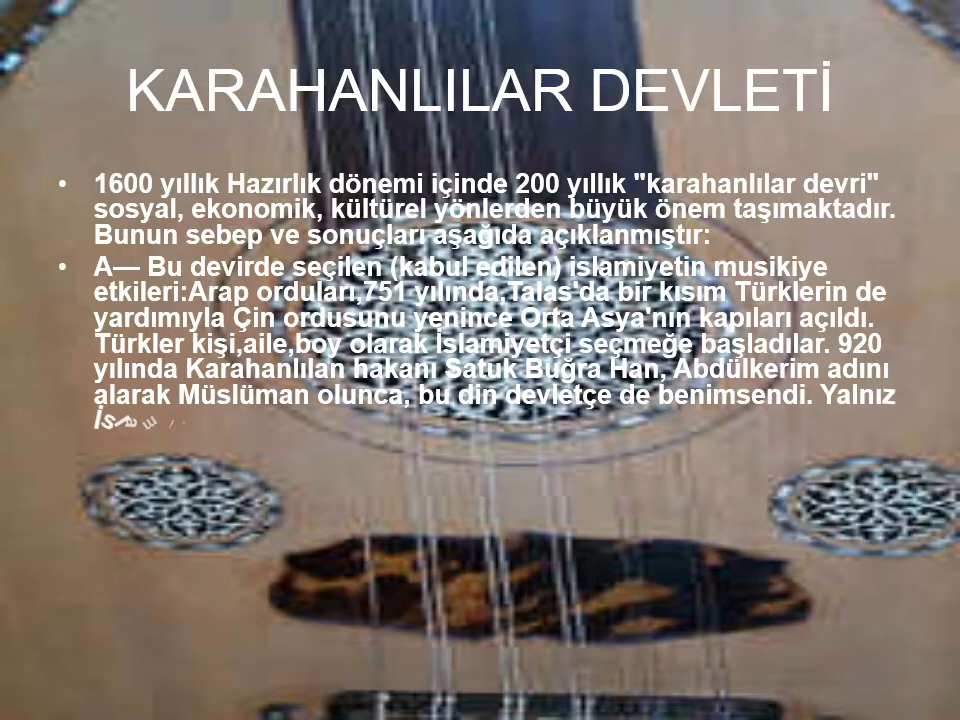 KARAHANLILAR DEVLETİ
• 1600 yıllık Hazırlık dönemi içinde 200 yıllık "karahanlılar devri"
sosyal, ekonomik, kültürel yönlerden büyük önem taşımaktadır.
Bunun sebep ve sonuçları aşağıda açıklanmıştır:
• A— Bu devirde seçilen (kabul edilen) islamiyetin musikiye
etkileri:Arap orduları,751 yılında,Talas'da bir kısım Türklerin de
yardımıyla Çin ordusunu yenince Orta Asya'nın kapıları açıldı.
Türkler kişi,aile,boy olarak İslamiyetçi seçmeğe başladılar. 920
yılında Karahanlılan hakanı Satuk Buğra Han, Abdülkerim adını
alarak Müslüman olunca, bu din devletçe de benimsendi. Yalnız